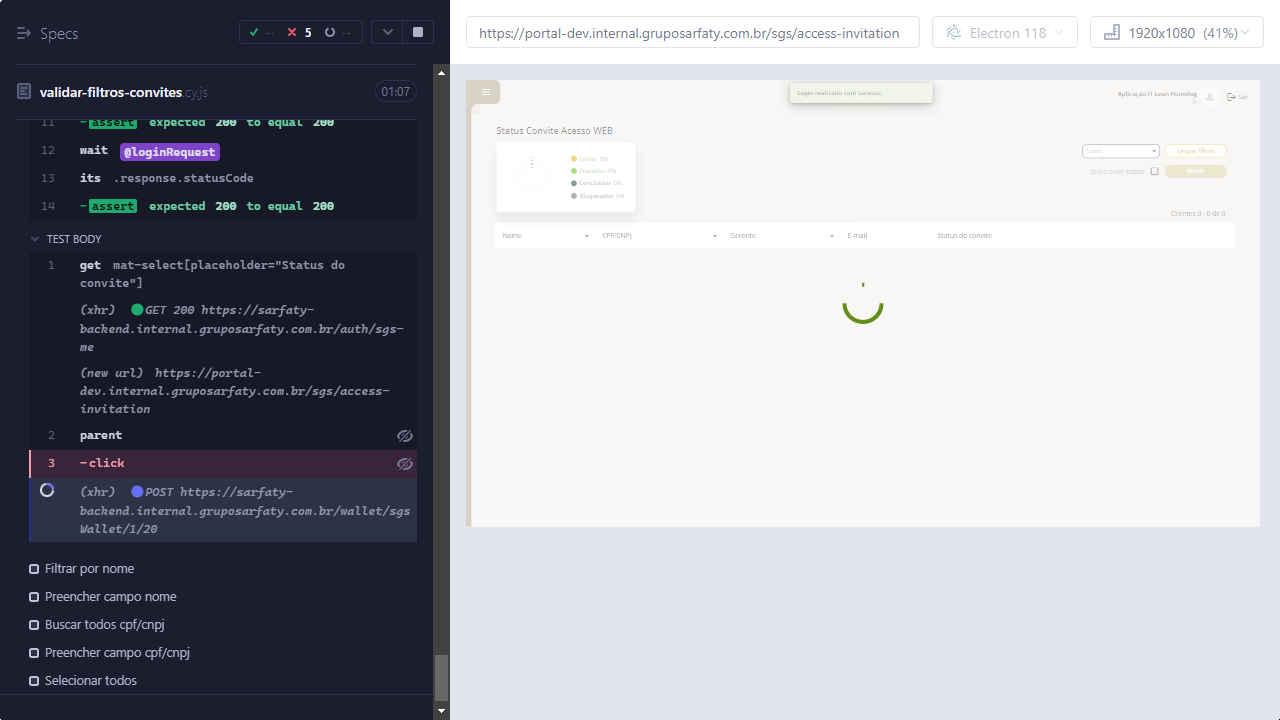 Specs
--
5
--
validar-filtros-convites.cy.js
01:07
11 -assert expected 200 to equal 200
12 wait @loginRequest
13 its .response.statusCode
14 -assert expected 200 to equal 200
TEST BODY
1 get mat-select[placeholder="Status do
convite"]
(xhr) GET 200 https://sarfaty-
backend.internal.gruposarfaty.com.br/auth/sgs-
me
(new url) https://portal-
dev.internal.gruposarfaty.com.br/sgs/access-
invitation
2 parent
3 -click
(xhr) POST https://sarfaty-
backend.internal.gruposarfaty.com.br/wallet/sgs
Wallet/1/20
Filtrar por nome
Preencher campo nome
Buscar todos cpf/cnpj
Preencher campo cpf/cnpj
Selecionar todos
https://portal-dev.internal.gruposarfaty.com.br/sgs/access-invitation
Electron 118
1920x1080 (41%)
Login realizado com sucesso.
Aplicação IT Lean Homolog
Sair
Status Convite Acesso WEB
Enviar 0%
Enviados 0%
Concluídos 0%
Bloqueados 0%
Todos
Limpar filtros
Selecionar todos
Enviar
Clientes 0 - 0 de 0
Nome
CPF/CNPJ
Gerente
E-mail
Status do convite